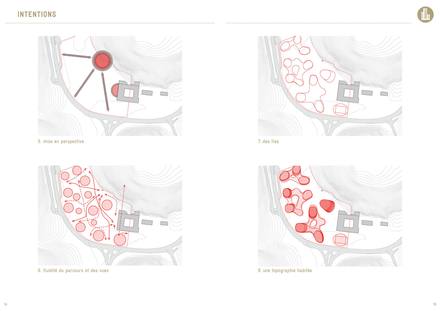 INTENTIONS
5. mise en perspective
7. des îles
6. fluidité du parcours et des vues
8. une topographie habitée